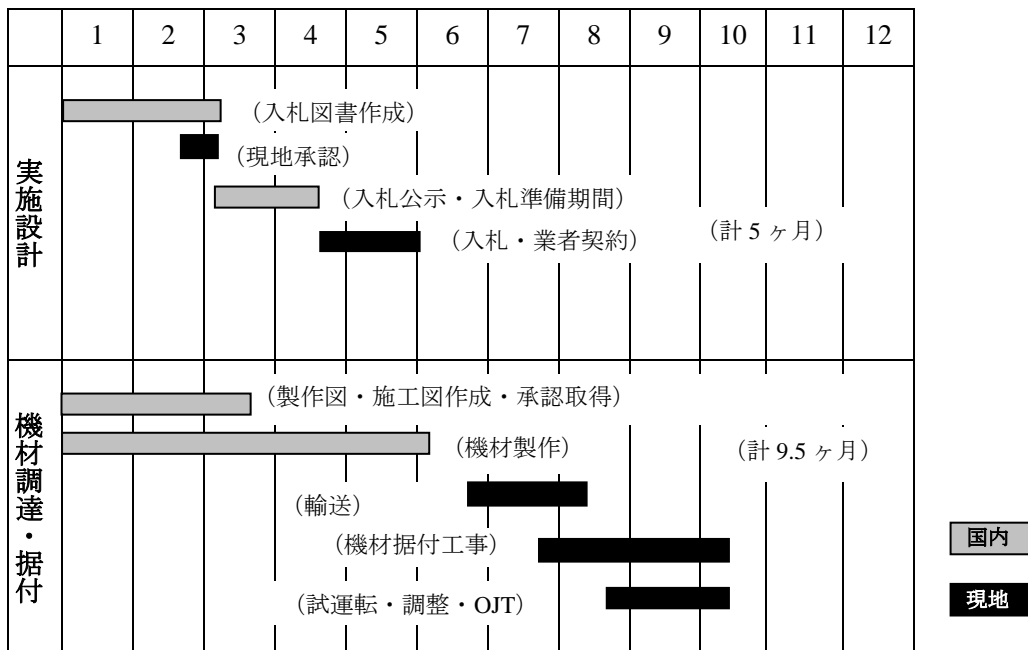 1 2 3 4 5 6 7 8 9 10 11 12
実施設計
（入札図書作成）
（現地承認）
（入札公示・入札準備期間）
（入札・業者契約）
（計 5 ヶ月）
機材調達・据付
（製作図・施工図作成・承認取得）
（機材製作）
（計 9.5 ヶ月）
（輸送）
（機材据付工事）
（試運転・調整・OJT）
国内
現地